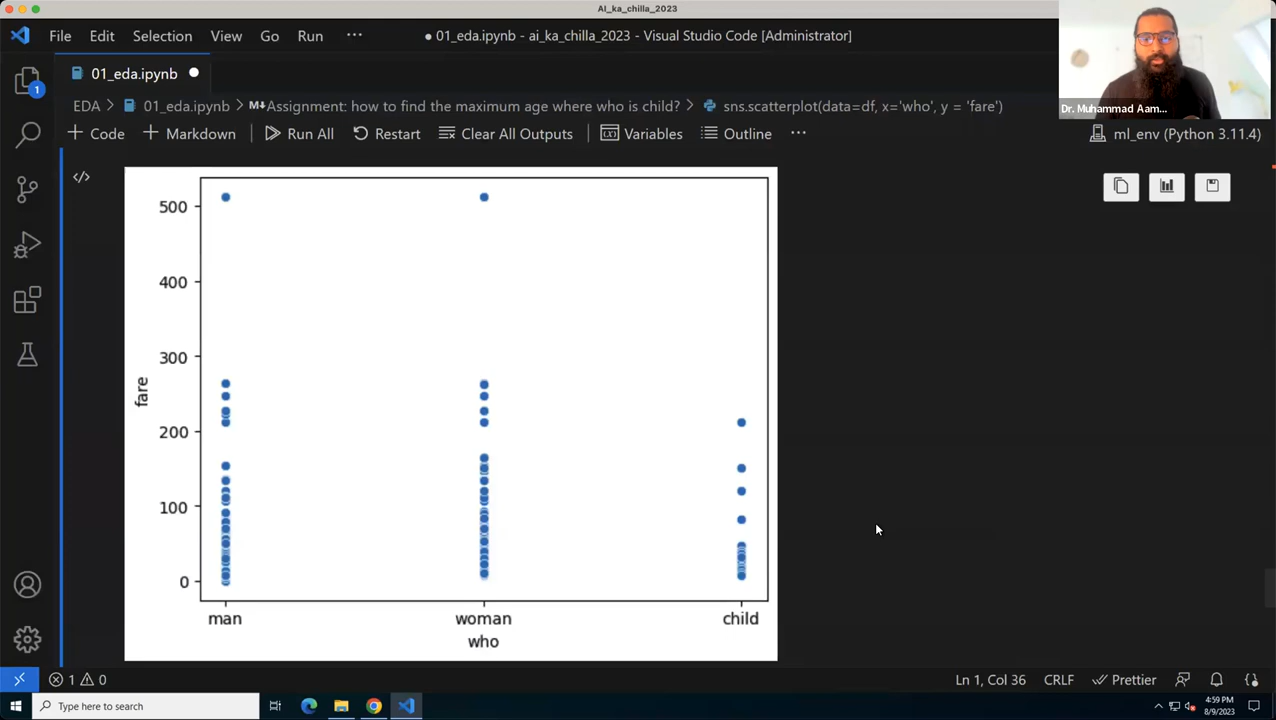 AI_ka_chilla_2023
File Edit Selection View Go Run ···
● 01_eda.ipynb - ai_ka_chilla_2023 - Visual Studio Code [Administrator]
1
01_eda.ipynb ●
EDA > 01_eda.ipynb > M↓Assignment: how to find the maximum age where who is child? > sns.scatterplot(data=df, x='who', y = 'fare')
+ Code + Markdown Run All Restart Clear All Outputs Variables Outline ···
ml_env (Python 3.11.4)
Dr. Muhammad Aam...
</>
500
400
300
200
100
0
fare
man woman child
who
1 0
Ln 1, Col 36 CRLF Prettier
Type here to search
4:59 PM
8/9/2023